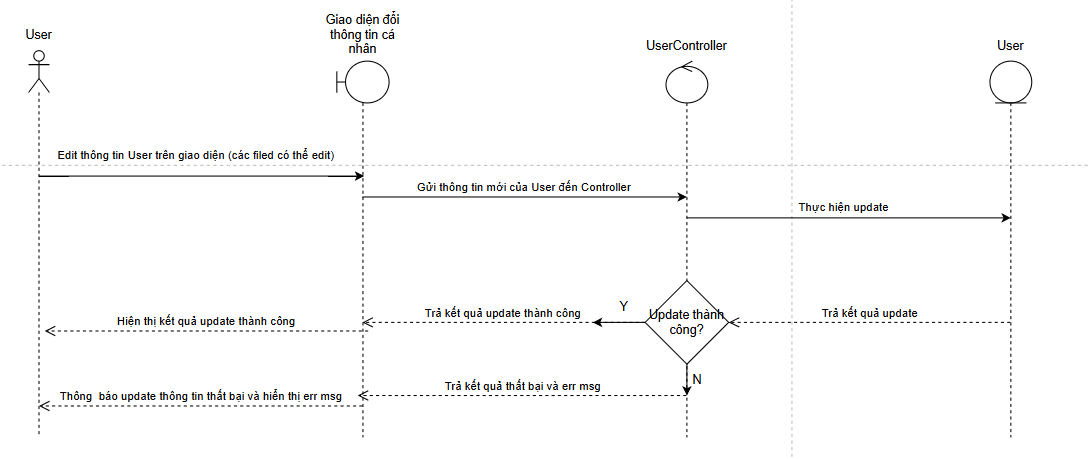 User
Giao diện đổi
thông tin cá
nhân
UserController
User
Edit thông tin User trên giao diện (các filed có thể edit)
Gửi thông tin mới của User đến Controller
Thực hiện update
Hiện thị kết quả update thành công
Trả kết quả update thành công
Y
Update thành
công?
Trả kết quả update
N
Thông báo update thông tin thất bại và hiển thị err msg
Trả kết quả thất bại và err msg